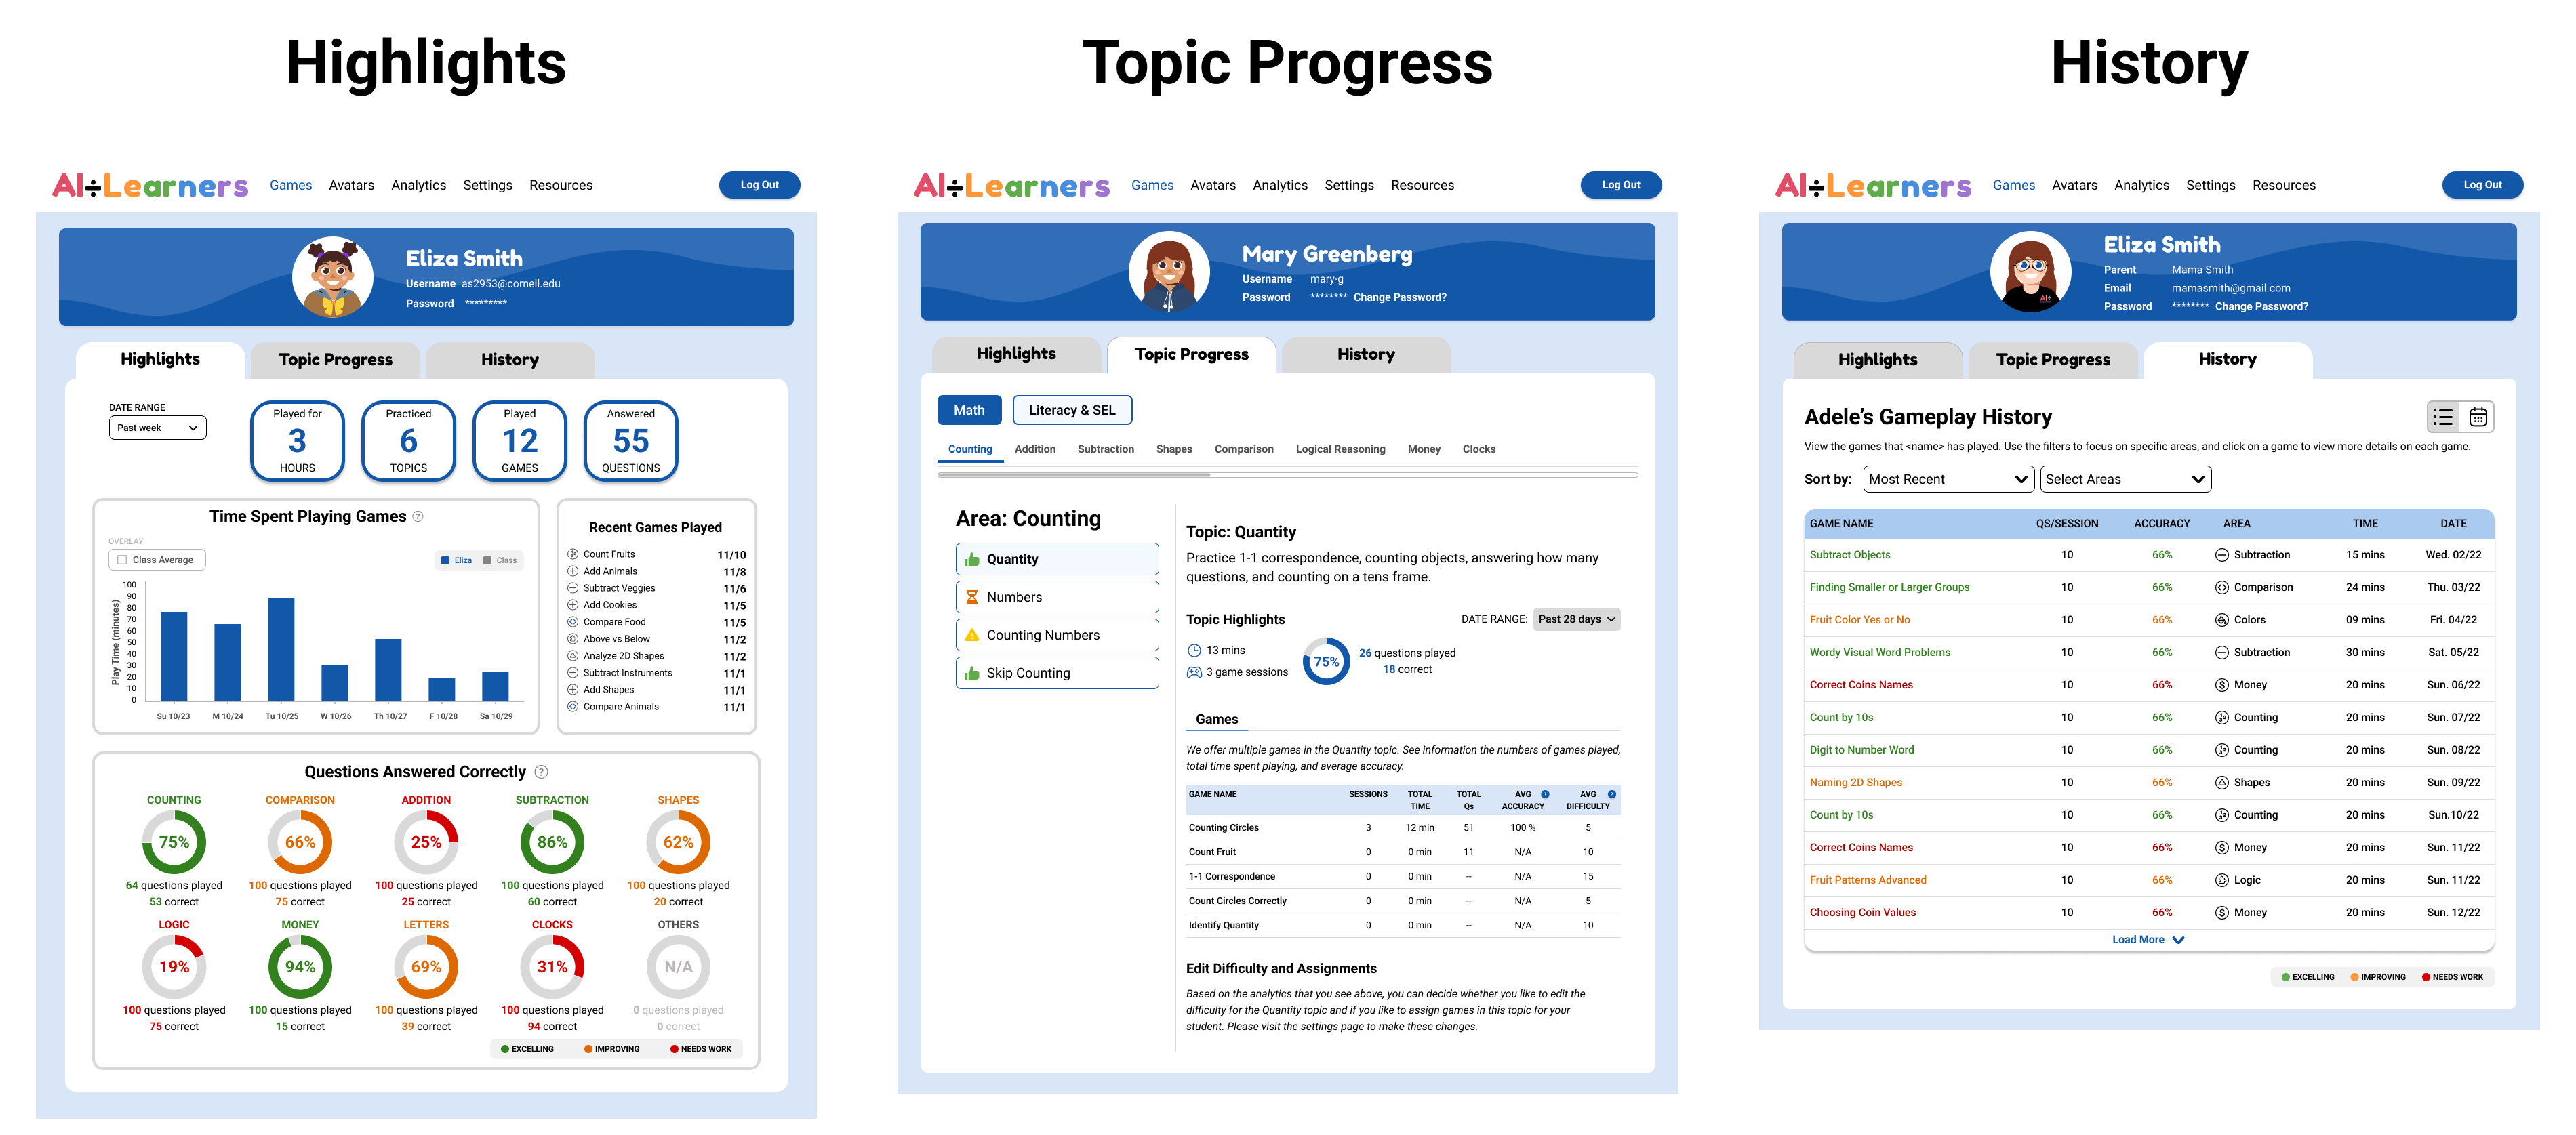 Highlights
AI÷Learners
Games Avatars Analytics Settings Resources
Log Out
Eliza Smith
Username as2953@cornell.edu
Password *********
Highlights Topic Progress History
DATE RANGE
Past week
Played for
3
HOURS
Practiced
6
TOPICS
Played
12
GAMES
Answered
55
QUESTIONS
Time Spent Playing Games ?
OVERLAY
Class Average
Eliza Class
Play Time (minutes)
100
90
80
70
60
50
40
30
20
10
0
Su 10/23 M 10/24 Tu 10/25 W 10/26 Th 10/27 F 10/28 Sa 10/29
Recent Games Played
Count Fruits 11/10
Add Animals 11/8
Subtract Veggies 11/6
Add Cookies 11/5
Compare Food 11/5
Above vs Below 11/2
Analyze 2D Shapes 11/2
Subtract Instruments 11/1
Add Shapes 11/1
Compare Animals 11/1
Questions Answered Correctly ?
COUNTING
75%
64 questions played
53 correct
COMPARISON
66%
100 questions played
75 correct
ADDITION
25%
100 questions played
25 correct
SUBTRACTION
86%
100 questions played
60 correct
SHAPES
62%
100 questions played
20 correct
LOGIC
19%
100 questions played
75 correct
MONEY
94%
100 questions played
15 correct
LETTERS
69%
100 questions played
39 correct
CLOCKS
31%
100 questions played
94 correct
OTHERS
N/A
0 questions played
0 correct
EXCELLING IMPROVING NEEDS WORK
Topic Progress
AI÷Learners
Games Avatars Analytics Settings Resources
Log Out
Mary Greenberg
Username mary-g
Password ******** Change Password?
Highlights Topic Progress History
Math Literacy & SEL
Counting Addition Subtraction Shapes Comparison Logical Reasoning Money Clocks
Area: Counting
Quantity
Numbers
Counting Numbers
Skip Counting
Topic: Quantity
Practice 1-1 correspondence, counting objects, answering how many
questions, and counting on a tens frame.
Topic Highlights
DATE RANGE: Past 28 days
13 mins
3 game sessions
75%
26 questions played
18 correct
Games
We offer multiple games in the Quantity topic. See information the numbers of games played,
total time spent playing, and average accuracy.
GAME NAME SESSIONS TOTAL TIME TOTAL Qs AVG ACCURACY AVG DIFFICULTY
Counting Circles 3 12 min 51 100 % 5
Count Fruit 0 0 min 11 N/A 10
1-1 Correspondence 0 0 min -- N/A 15
Count Circles Correctly 0 0 min -- N/A 5
Identify Quantity 0 0 min -- N/A 10
Edit Difficulty and Assignments
Based on the analytics that you see above, you can decide whether you like to edit the
difficulty for the Quantity topic and if you like to assign games in this topic for your
student. Please visit the settings page to make these changes.
History
AI÷Learners
Games Avatars Analytics Settings Resources
Log Out
AI+
Eliza Smith
Parent Mama Smith
Email mamasmith@gmail.com
Password ******** Change Password?
Highlights Topic Progress History
Adele's Gameplay History
View the games that <name> has played. Use the filters to focus on specific areas, and click on a game to view more details on each game.
Sort by: Most Recent Select Areas
GAME NAME QS/SESSION ACCURACY AREA TIME DATE
Subtract Objects 10 66% Subtraction 15 mins Wed. 02/22
Finding Smaller or Larger Groups 10 66% Comparison 24 mins Thu. 03/22
Fruit Color Yes or No 10 66% Colors 09 mins Fri. 04/22
Wordy Visual Word Problems 10 66% Subtraction 30 mins Sat. 05/22
Correct Coins Names 10 66% Money 20 mins Sun. 06/22
Count by 10s 10 66% Counting 20 mins Sun. 07/22
Digit to Number Word 10 66% Counting 20 mins Sun. 08/22
Naming 2D Shapes 10 66% Shapes 20 mins Sun. 09/22
Count by 10s 10 66% Counting 20 mins Sun.10/22
Correct Coins Names 10 66% Money 20 mins Sun. 11/22
Fruit Patterns Advanced 10 66% Logic 20 mins Sun. 11/22
Choosing Coin Values 10 66% Money 20 mins Sun. 12/22
Load More
EXCELLING IMPROVING NEEDS WORK